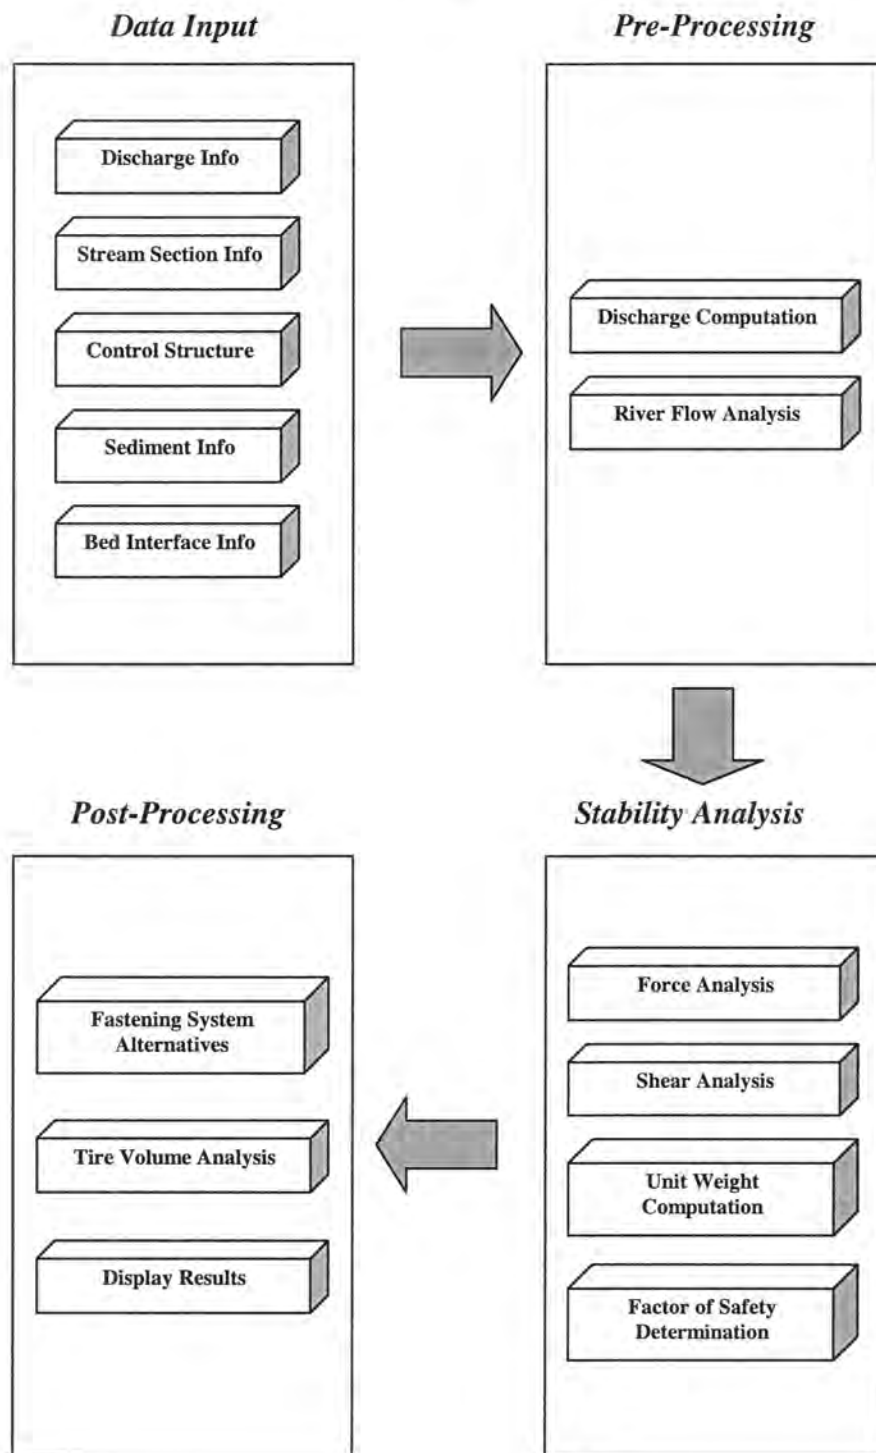 Data Input
Discharge Info
Stream Section Info
Control Structure
Sediment Info
Bed Interface Info
Pre-Processing
Discharge Computation
River Flow Analysis
Stability Analysis
Force Analysis
Shear Analysis
Unit Weight
Computation
Factor of Safety
Determination
Post-Processing
Fastening System
Alternatives
Tire Volume Analysis
Display Results